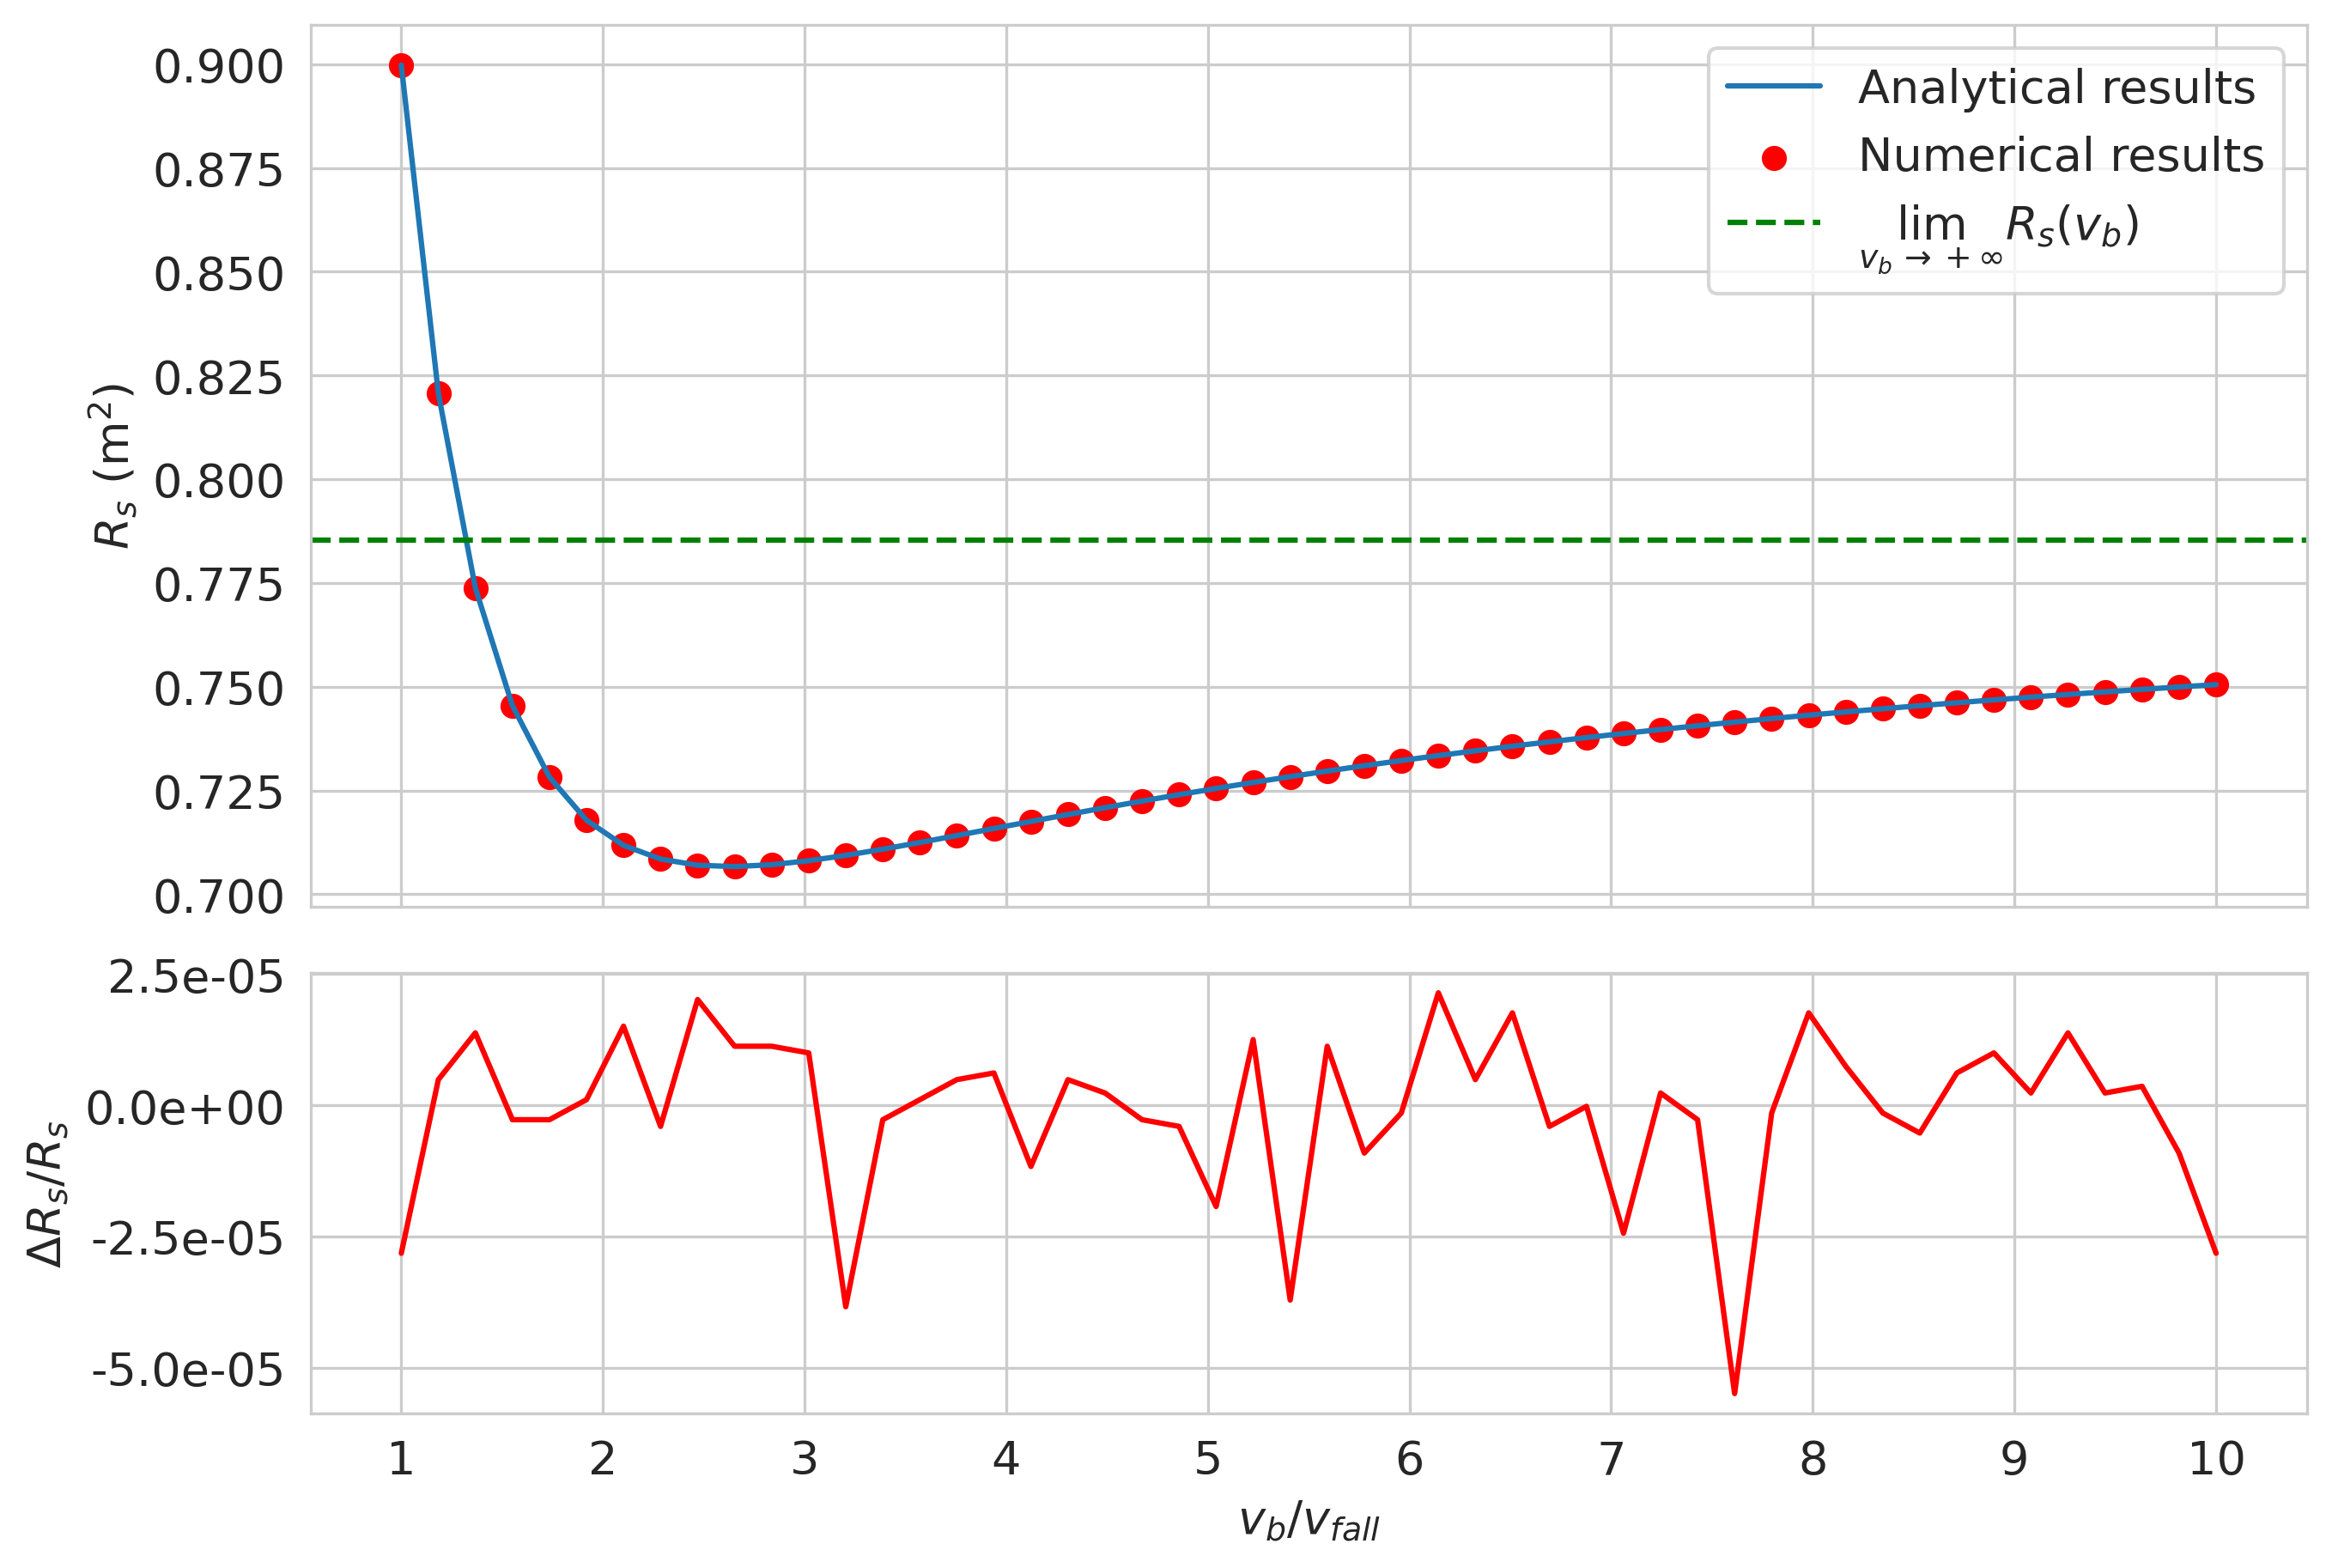 0.900
0.875
0.850
0.825
0.800
0.775
0.750
0.725
0.700
R_s (m²)
Analytical results
Numerical results
lim R_s(v_b)
v_b → +∞
2.5e-05
0.0e+00
-2.5e-05
-5.0e-05
ΔR_s/R_s
1 2 3 4 5 6 7 8 9 10
v_b/v_fall